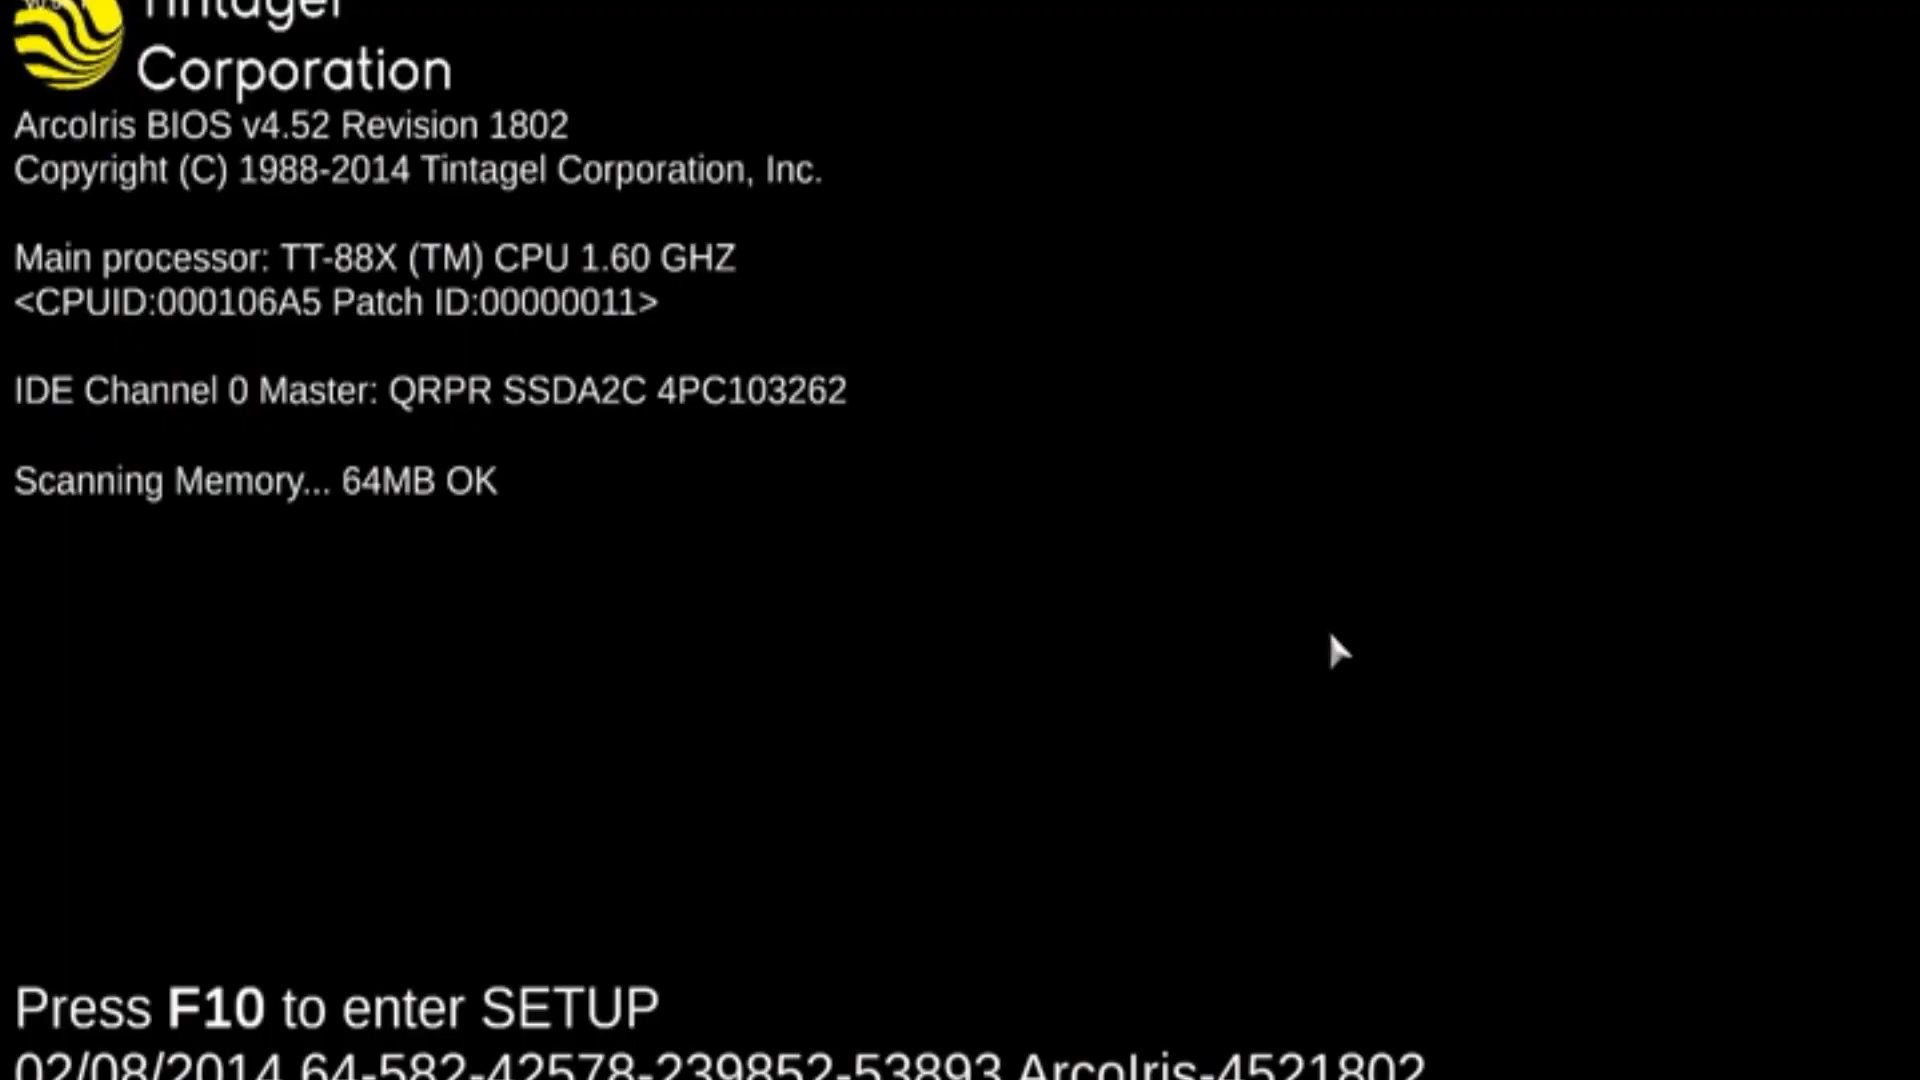 Tintagel
Corporation
ArcoIris BIOS v4.52 Revision 1802
Copyright (C) 1988-2014 Tintagel Corporation, Inc.
Main processor: TT-88X (TM) CPU 1.60 GHZ
<CPUID:000106A5 Patch ID:00000011>
IDE Channel 0 Master: QRPR SSDA2C 4PC103262
Scanning Memory... 64MB OK
Press F10 to enter SETUP
02/08/2014 64-582-42578-239852-53893 ArcoIris-4521802